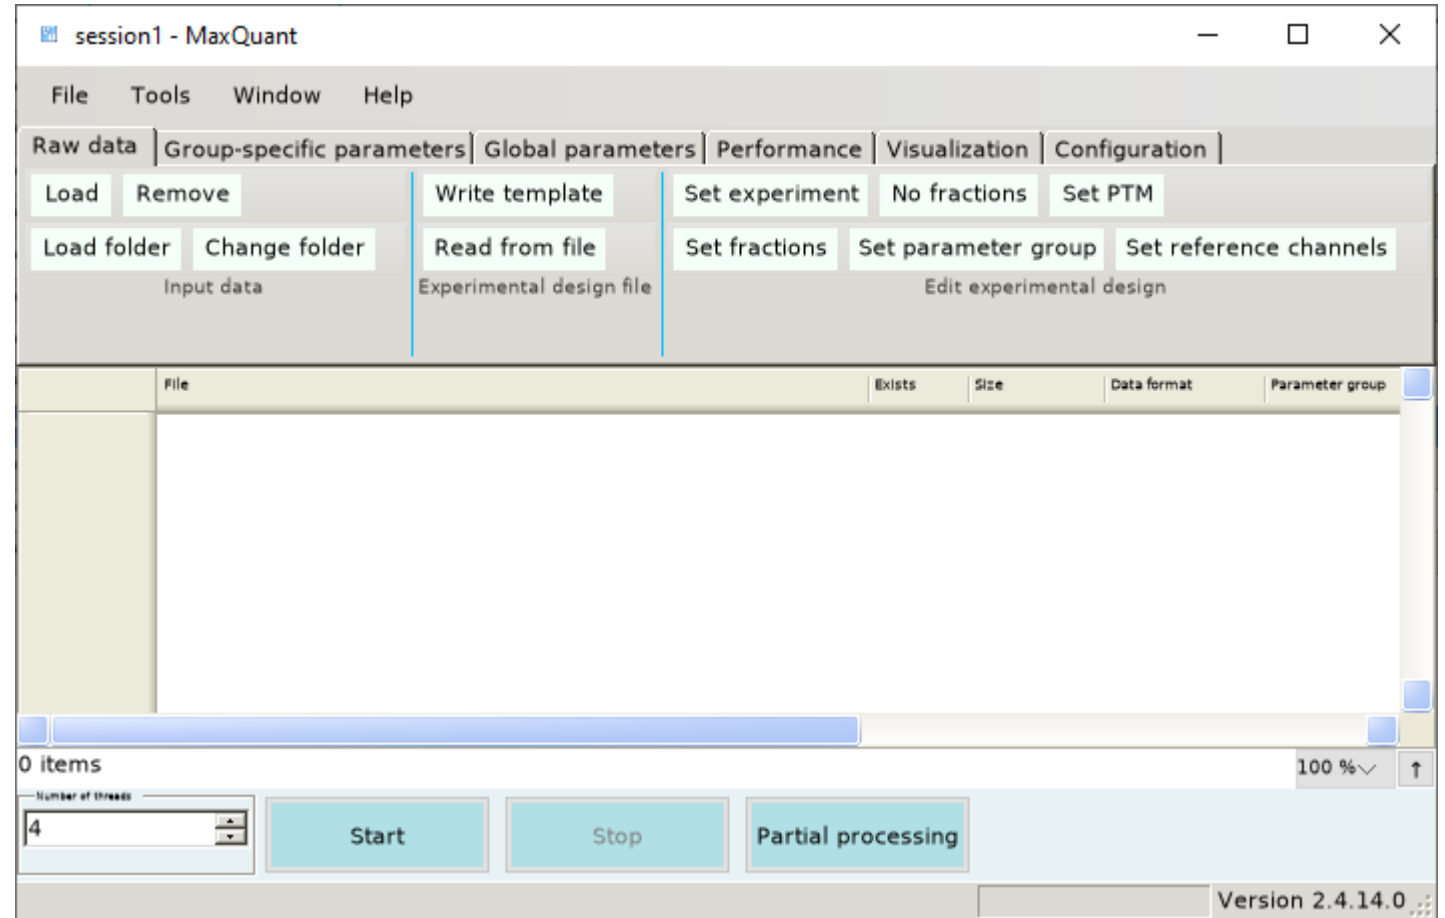 session1 - MaxQuant
File Tools Window Help
Raw data Group-specific parameters Global parameters Performance Visualization Configuration
Load Remove Write template Set experiment No fractions Set PTM
Load folder Change folder Read from file Set fractions Set parameter group Set reference channels
Input data Experimental design file Edit experimental design
File Exists Size Data format Parameter group
0 items 100 % ↑
Number of threads
4 Start Stop Partial processing
Version 2.4.14.0